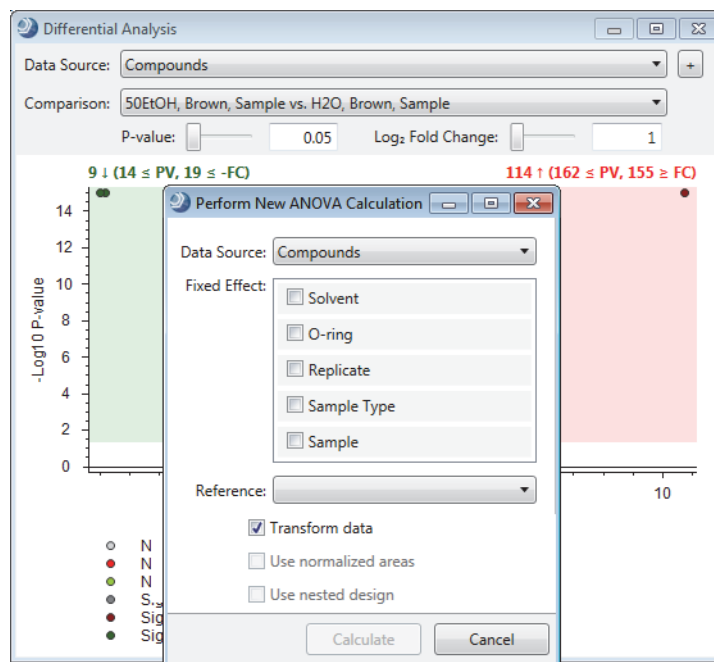 Differential Analysis
Data Source: Compounds +
Comparison: 50EtOH, Brown, Sample vs. H2O, Brown, Sample
P-value: 0.05 Log₂ Fold Change: 1
9 ↓ (14 ≤ PV, 19 ≤ -FC) 114 ↑ (162 ≤ PV, 155 ≥ FC)
Perform New ANOVA Calculation
Data Source: Compounds
Fixed Effect:
Solvent
O-ring
Replicate
Sample Type
Sample
Reference:
Transform data
Use normalized areas
Use nested design
Calculate Cancel
-Log10 P-value
14
12
10
8
6
4
2
0
10
N
N
N
Sig
Sig